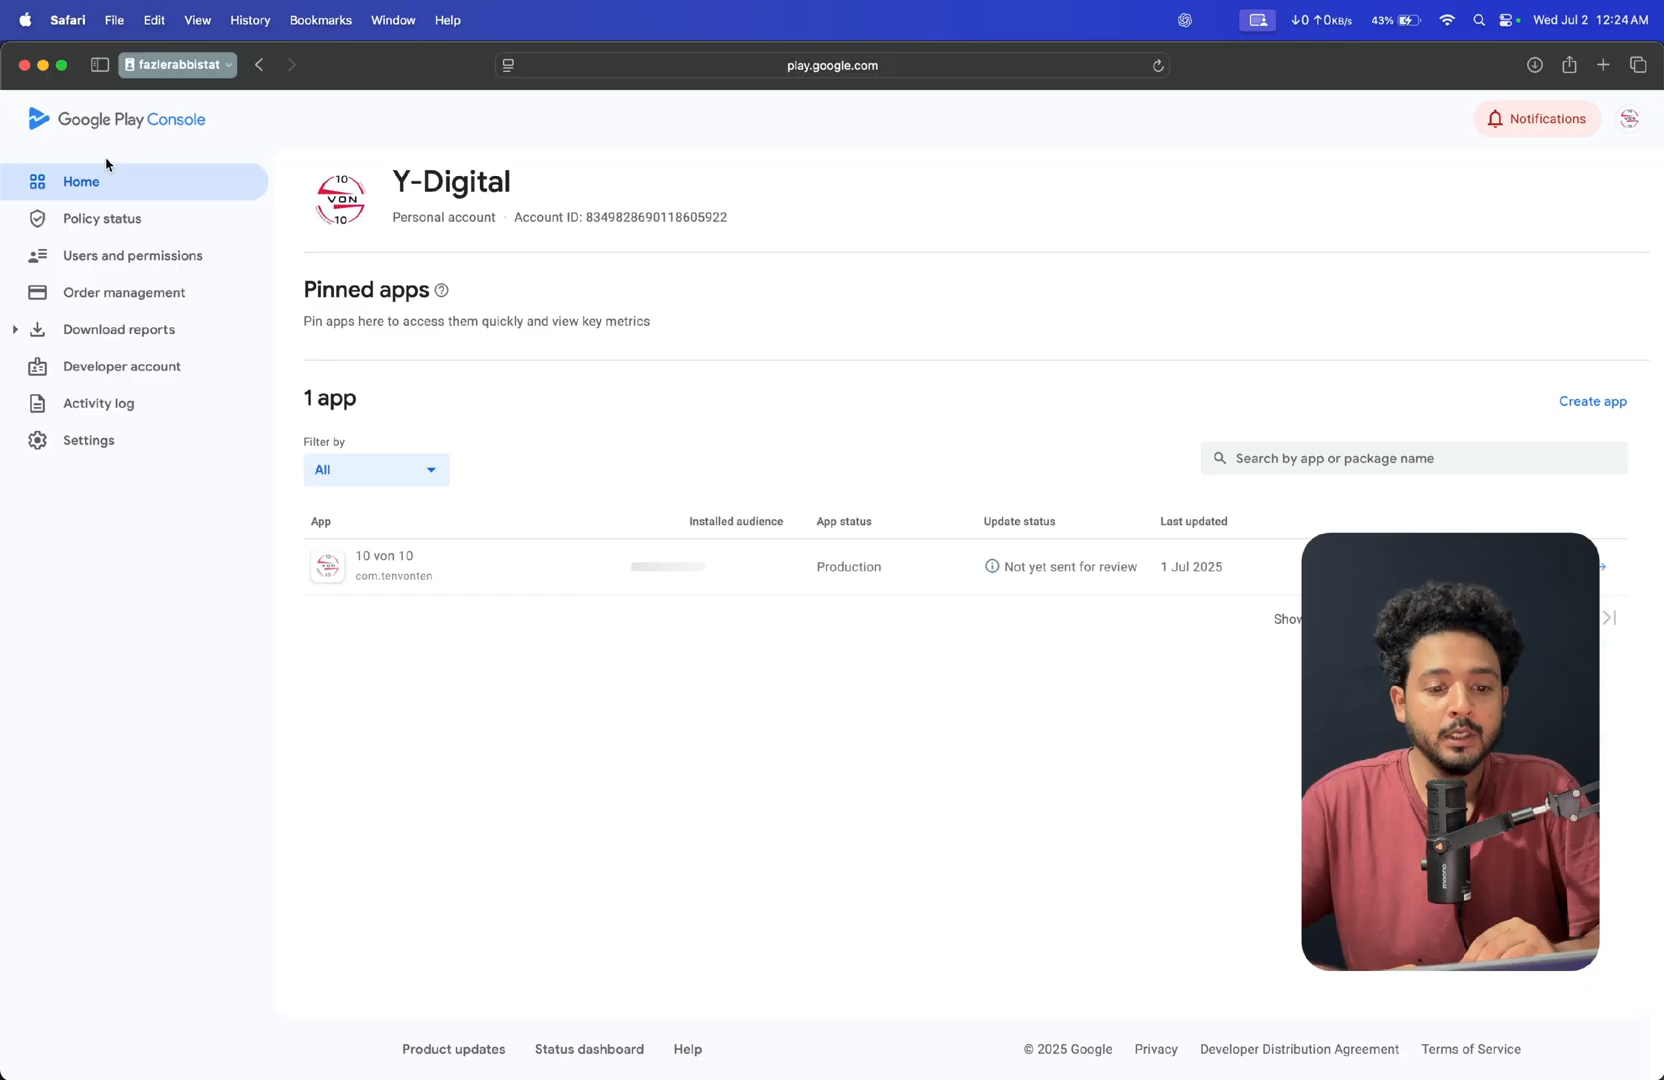 Safari File Edit View History Bookmarks Window Help
↓0 ↑0KB/s 43% Wed Jul 2 12:24 AM
fazlerabbistat
play.google.com
Google Play Console
Notifications
Home
Policy status
Users and permissions
Order management
Download reports
Developer account
Activity log
Settings
10
VON
10
Y-Digital
Personal account · Account ID: 8349828690118605922
Pinned apps
Pin apps here to access them quickly and view key metrics
1 app
Create app
Filter by
All
Search by app or package name
App Installed audience App status Update status Last updated
10 von 10
com.tenvonten
Production Not yet sent for review 1 Jul 2025
Show
maono
Product updates Status dashboard Help
© 2025 Google Privacy Developer Distribution Agreement Terms of Service